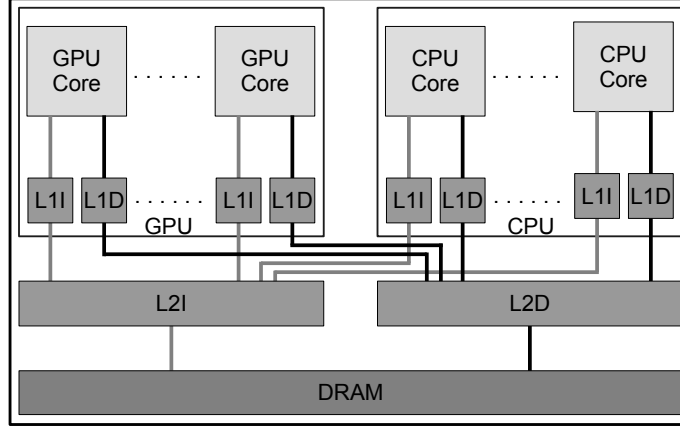 GPU
Core
. . . . . .
GPU
Core
CPU
Core
. . . . . .
CPU
Core
L1I
L1D
. . . . . .
L1I
L1D
L1I
L1D
. . . . . .
L1I
L1D
GPU
CPU
L2I
L2D
DRAM